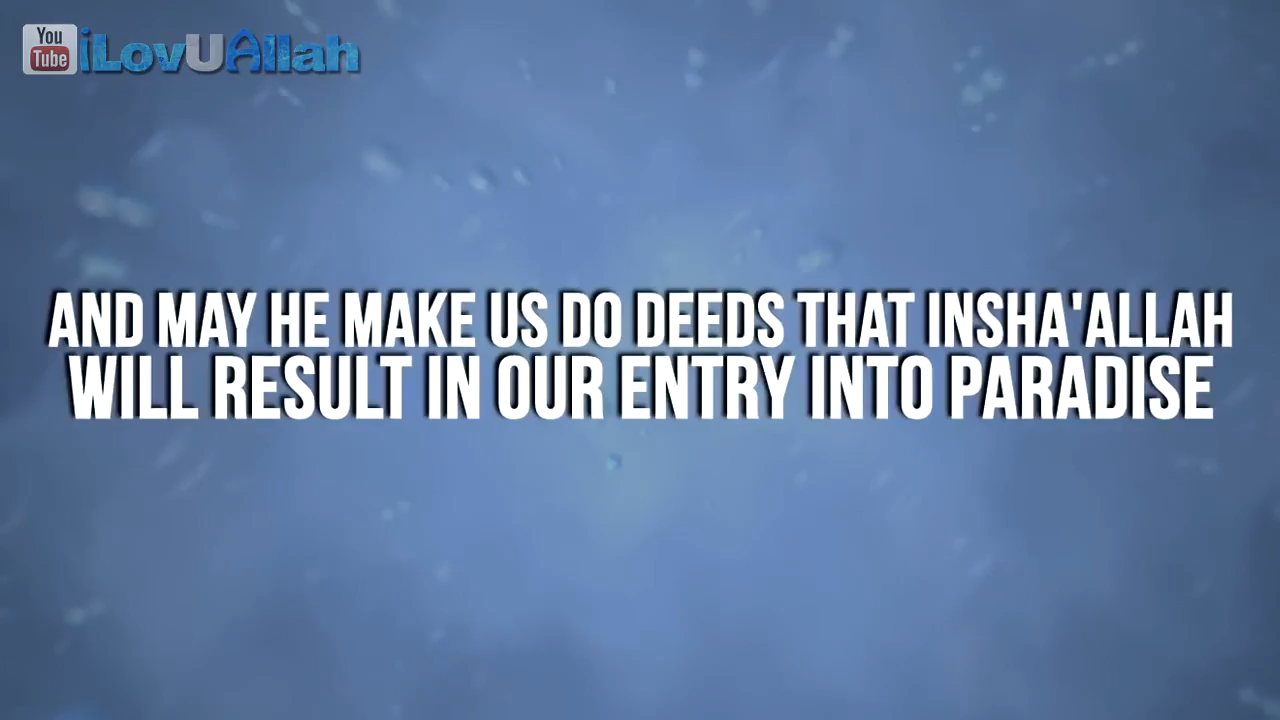 You
Tube
iLovUAllah
AND MAY HE MAKE US DO DEEDS THAT INSHA'ALLAH
WILL RESULT IN OUR ENTRY INTO PARADISE